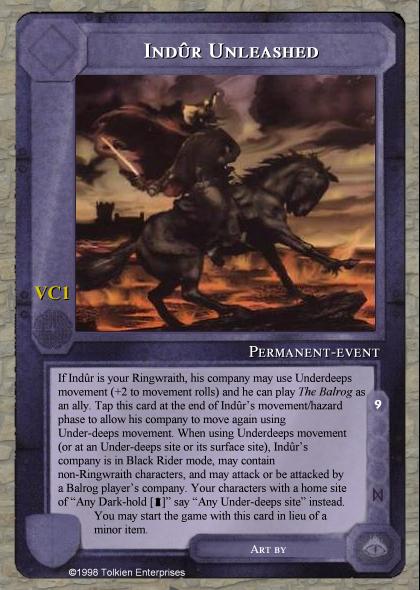 INDÛR UNLEASHED
VC1
PERMANENT-EVENT
If Indûr is your Ringwraith, his company may use Underdeeps
movement (+2 to movement rolls) and he can play The Balrog as
an ally. Tap this card at the end of Indûr's movement/hazard
phase to allow his company to move again using
Under-deeps movement. When using Underdeeps movement
(or at an Under-deeps site or its surface site), Indûr's
company is in Black Rider mode, may contain
non-Ringwraith characters, and may attack or be attacked by
a Balrog player's company. Your characters with a home site
of “Any Dark-hold []” say “Any Under-deeps site” instead.
You may start the game with this card in lieu of a
minor item.
9
ART BY
©1998 Tolkien Enterprises